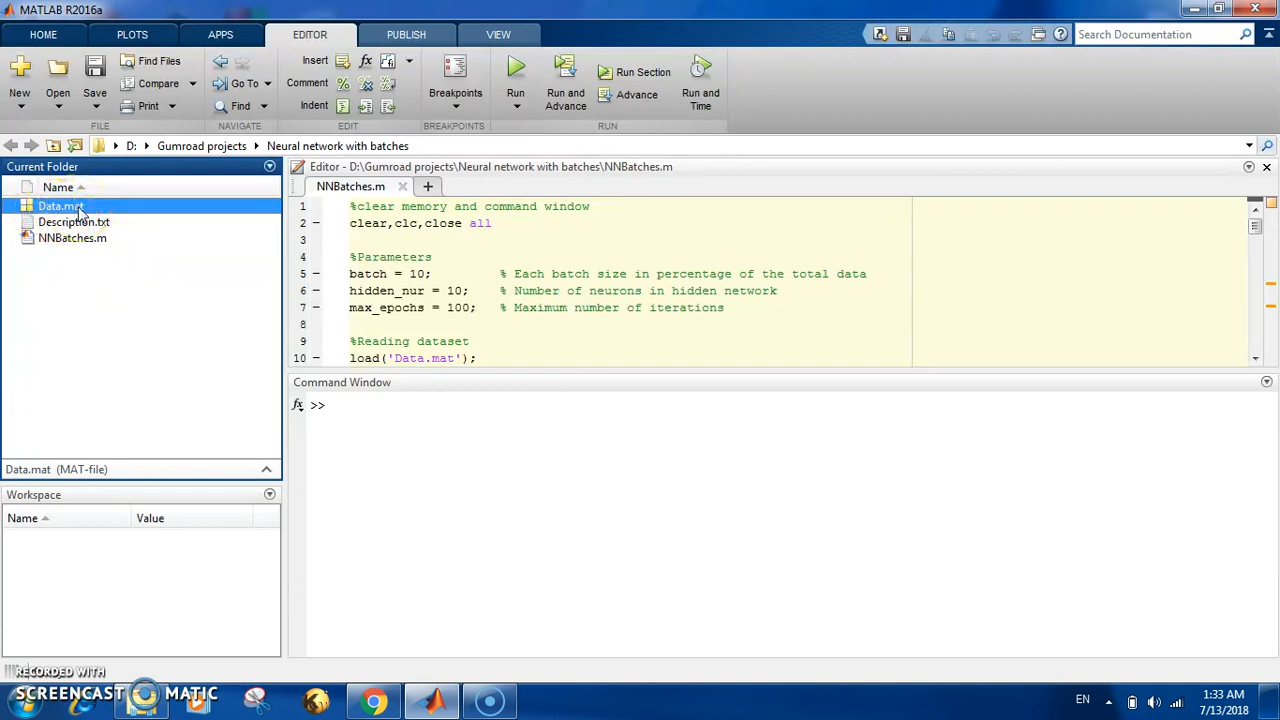 MATLAB R2016a
HOME PLOTS APPS EDITOR PUBLISH VIEW
Search Documentation
New Open Save Find Files Compare Print
FILE
Go To Find
NAVIGATE
Insert fx Comment Indent
EDIT
Breakpoints
BREAKPOINTS
Run Run and Advance Run Section Advance Run and Time
RUN
D: Gumroad projects Neural network with batches
Current Folder
Name
Data.mat
Description.txt
NNBatches.m
Data.mat (MAT-file)
Workspace
Name Value
Editor - D:\Gumroad projects\Neural network with batches\NNBatches.m
NNBatches.m
1 %clear memory and command window
2 clear,clc,close all
3
4 %Parameters
5 batch = 10; % Each batch size in percentage of the total data
6 hidden_nur = 10; % Number of neurons in hidden network
7 max_epochs = 100; % Maximum number of iterations
8
9 %Reading dataset
10 load('Data.mat');
Command Window
fx >>
RECORDED WITH
SCREENCAST MATIC
EN
1:33 AM
7/13/2018